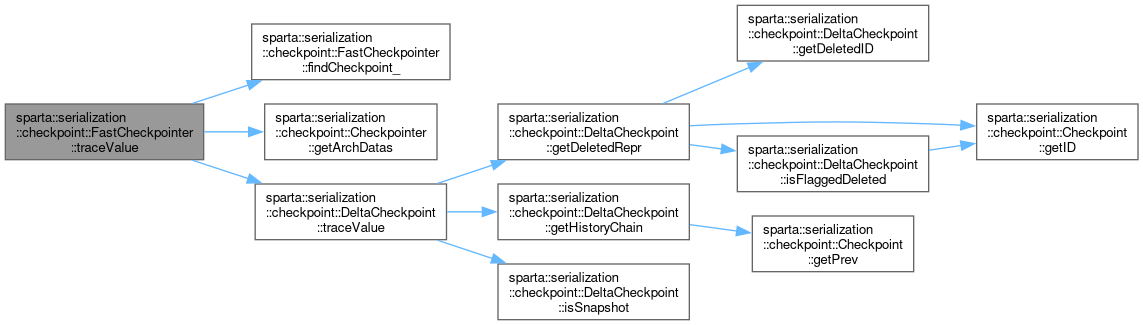 sparta::serialization
::checkpoint::FastCheckpointer
::traceValue
sparta::serialization
::checkpoint::FastCheckpointer
::findCheckpoint_
sparta::serialization
::checkpoint::Checkpointer
::getArchDatas
sparta::serialization
::checkpoint::DeltaCheckpoint
::traceValue
sparta::serialization
::checkpoint::DeltaCheckpoint
::getDeletedRepr
sparta::serialization
::checkpoint::DeltaCheckpoint
::getHistoryChain
sparta::serialization
::checkpoint::DeltaCheckpoint
::isSnapshot
sparta::serialization
::checkpoint::DeltaCheckpoint
::getDeletedID
sparta::serialization
::checkpoint::DeltaCheckpoint
::isFlaggedDeleted
sparta::serialization
::checkpoint::Checkpoint
::getPrev
sparta::serialization
::checkpoint::Checkpoint
::getID